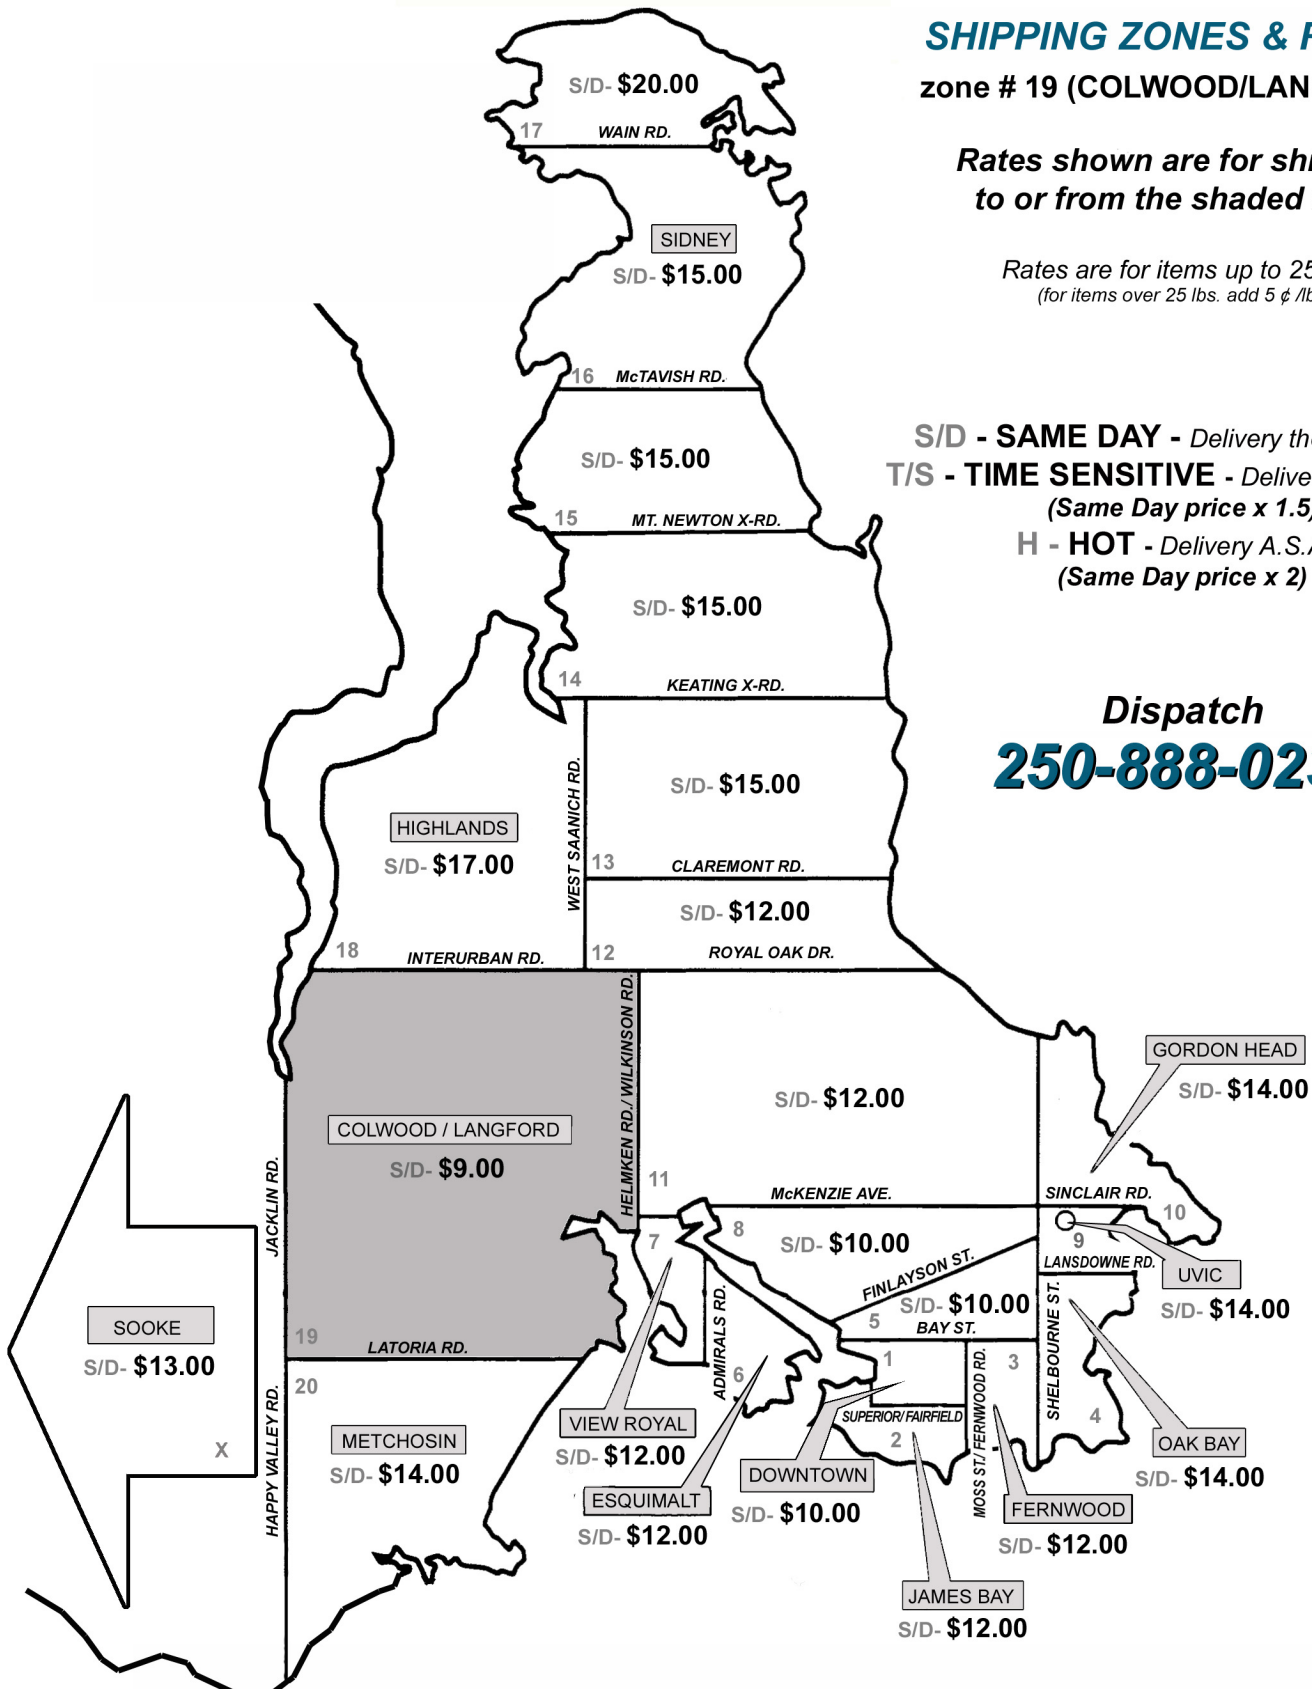 SHIPPING ZONES &
zone # 19 (COLWOOD/LAN
Rates shown are for
to or from the shaded
Rates are for items up to 25
(for items over 25 lbs. add 5 ¢ /lb
S/D - SAME DAY - Delivery
T/S - TIME SENSITIVE -
(Same Day price x 1.5)
H - HOT - Delivery A.S.A
(Same Day price x 2)
Dispatch
250-888-02
S/D- $20.00
17
WAIN RD.
SIDNEY
S/D- $15.00
16
McTAVISH RD.
S/D- $15.00
15
MT. NEWTON X-RD.
S/D- $15.00
14
KEATING X-RD.
WEST SAANICH RD.
S/D- $15.00
13
CLAREMONT RD.
HIGHLANDS
S/D- $17.00
18
INTERURBAN RD.
S/D- $12.00
12
ROYAL OAK DR.
HELMKEN RD./ WILKINSON RD.
COLWOOD / LANGFORD
S/D- $9.00
19
LATORIA RD.
JACKLIN RD.
S/D- $12.00
11
McKENZIE AVE.
GORDON HEAD
S/D- $14.00
SINCLAIR RD.
10
9
LANSDOWNE RD.
UVIC
S/D- $14.00
7
8
S/D- $10.00
FINLAYSON ST.
S/D- $10.00
5
BAY ST.
SOOKE
S/D- $13.00
X
HAPPY VALLEY RD.
20
METCHOSIN
S/D- $14.00
ADMIRALS RD.
6
VIEW ROYAL
S/D- $12.00
ESQUIMALT
S/D- $12.00
1
SUPERIOR/ FAIRFIELD
2
DOWNTOWN
S/D- $10.00
MOSS ST./ FERNWOOD RD.
3
SHELBOURNE ST.
4
OAK BAY
S/D- $14.00
FERNWOOD
S/D- $12.00
JAMES BAY
S/D- $12.00